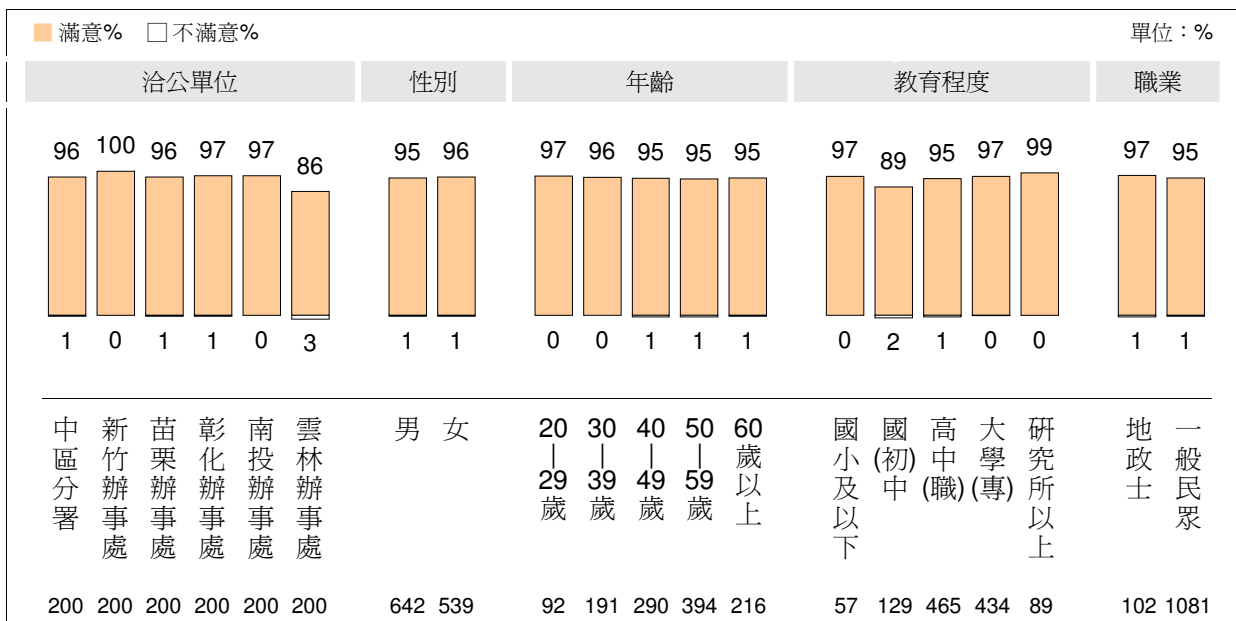 滿意% 不滿意% 單位：%
洽公單位 性別 年齡 教育程度 職業
96 100 96 97 97 86 95 96 97 96 95 95 95 97 89 95 97 99 97 95
1 0 1 1 0 3 1 1 0 0 1 1 1 0 2 1 0 0 1 1
中區分署
新竹辦事處
苗栗辦事處
彰化辦事處
南投辦事處
雲林辦事處
男
女
20｜29歲
30｜39歲
40｜49歲
50｜59歲
60歲以上
國小及以下
國(初)中
高中(職)
大學(專)
研究所以上
地政士
一般民眾
200 200 200 200 200 200 642 539 92 191 290 394 216 57 129 465 434 89 102 1081